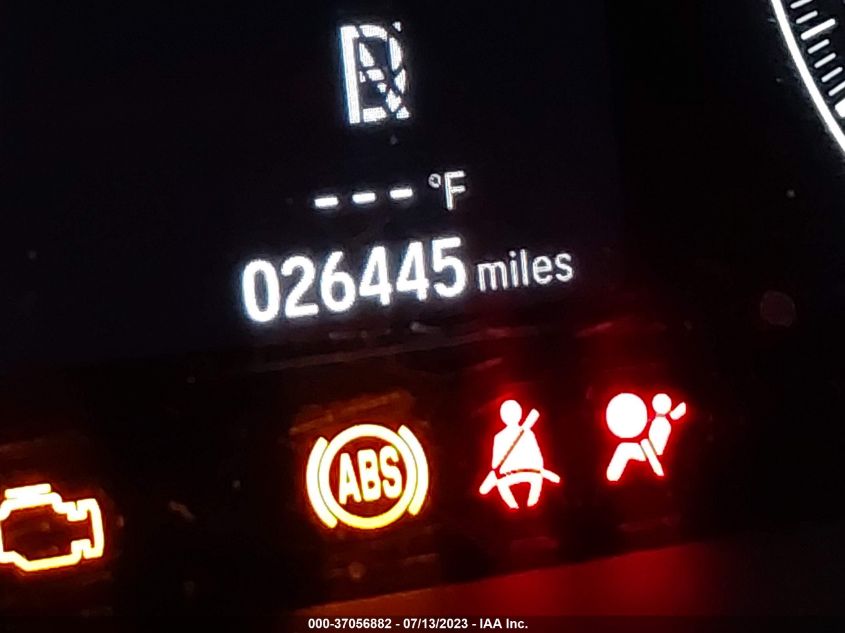 --- °F
026445 miles
ABS
000-37056882 - 07/13/2023 - IAA Inc.